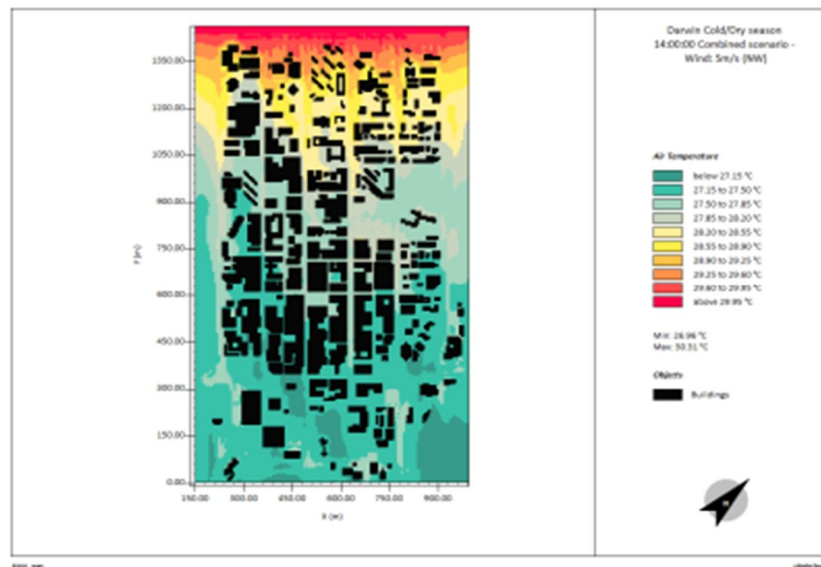 Darwin Cold/Dry season
14:00:00 Combined scenario -
Wind: 5m/s (NW)
Air Temperature
below 27.15 °C
27.15 to 27.50 °C
27.50 to 27.85 °C
27.85 to 28.20 °C
28.20 to 28.55 °C
28.55 to 28.90 °C
28.90 to 29.25 °C
29.25 to 29.60 °C
29.60 to 29.95 °C
above 29.95 °C
Min: 26.96 °C
Max: 30.31 °C
Objects
Buildings
1350.00
1200.00
1050.00
900.00
750.00
600.00
450.00
300.00
150.00
0.00
300.00 450.00 600.00 750.00 900.00
X (m)
Y (m)